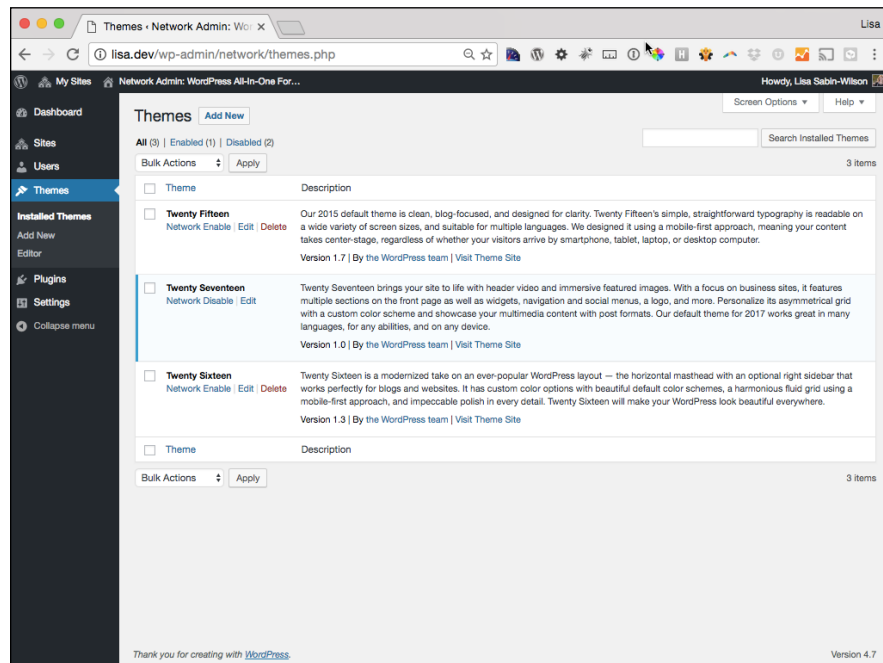 Themes ‹ Network Admin: Wor
Lisa
lisa.dev/wp-admin/network/themes.php
My Sites Network Admin: WordPress All-In-One For...
Howdy, Lisa Sabin-Wilson
Dashboard
Sites
Users
Themes
Installed Themes
Add New
Editor
Plugins
Settings
Collapse menu
Screen Options Help
Themes Add New
All (3) | Enabled (1) | Disabled (2)
Search Installed Themes
Bulk Actions Apply
3 items
Theme Description
Twenty Fifteen
Network Enable | Edit | Delete
Our 2015 default theme is clean, blog-focused, and designed for clarity. Twenty Fifteen's simple, straightforward typography is readable on
a wide variety of screen sizes, and suitable for multiple languages. We designed it using a mobile-first approach, meaning your content
takes center-stage, regardless of whether your visitors arrive by smartphone, tablet, laptop, or desktop computer.
Version 1.7 | By the WordPress team | Visit Theme Site
Twenty Seventeen
Network Disable | Edit
Twenty Seventeen brings your site to life with header video and immersive featured images. With a focus on business sites, it features
multiple sections on the front page as well as widgets, navigation and social menus, a logo, and more. Personalize its asymmetrical grid
with a custom color scheme and showcase your multimedia content with post formats. Our default theme for 2017 works great in many
languages, for any abilities, and on any device.
Version 1.0 | By the WordPress team | Visit Theme Site
Twenty Sixteen
Network Enable | Edit | Delete
Twenty Sixteen is a modernized take on an ever-popular WordPress layout — the horizontal masthead with an optional right sidebar that
works perfectly for blogs and websites. It has custom color options with beautiful default color schemes, a harmonious fluid grid using a
mobile-first approach, and impeccable polish in every detail. Twenty Sixteen will make your WordPress look beautiful everywhere.
Version 1.3 | By the WordPress team | Visit Theme Site
Theme Description
Bulk Actions Apply
3 items
Thank you for creating with WordPress.
Version 4.7